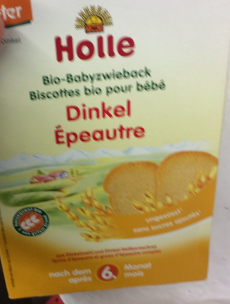 Holle
Bio-Babyzwieback
Biscottes bio pour bébé
Dinkel
Épeautre
ungesüsst!
sans sucres ajoutés
nach dem 6. Monat
après mois